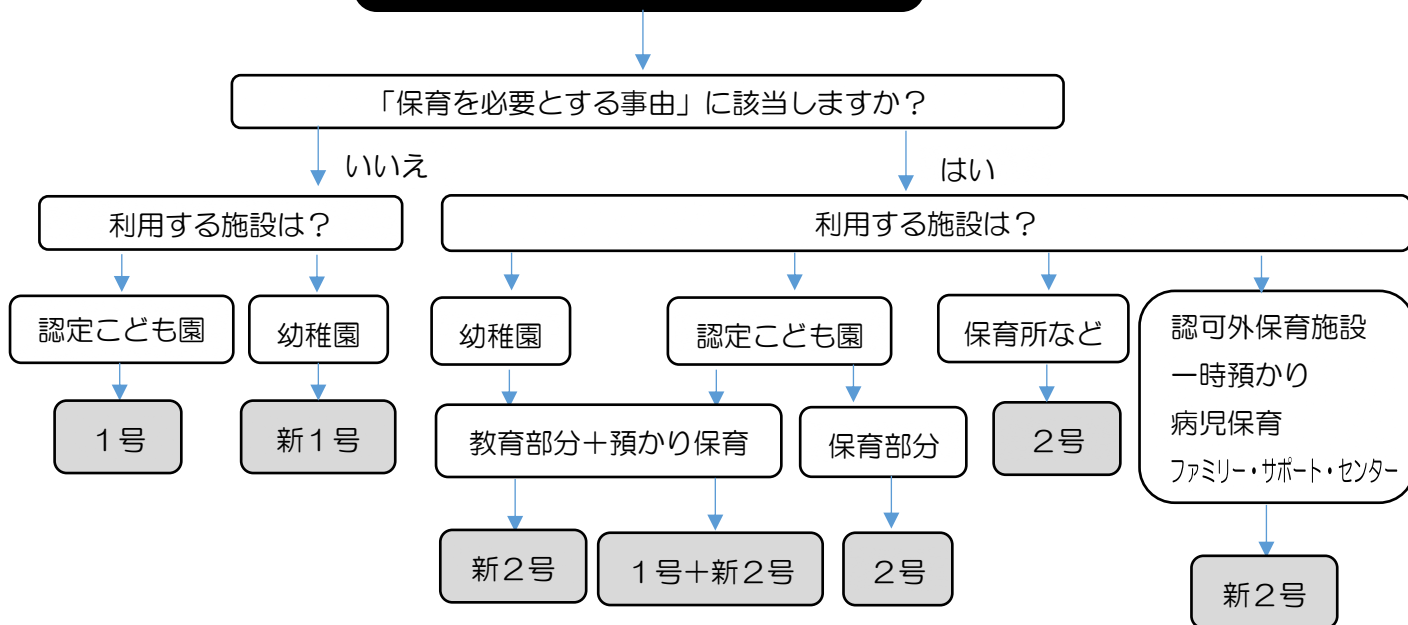 「保育を必要とする事由」に該当しますか？
いいえ
はい
利用する施設は？
利用する施設は？
認定こども園
幼稚園
幼稚園
認定こども園
保育所など
認可外保育施設
一時預かり
病児保育
ファミリー・サポート・センター
１号
新１号
教育部分＋預かり保育
保育部分
２号
新２号
１号＋新２号
２号
新２号